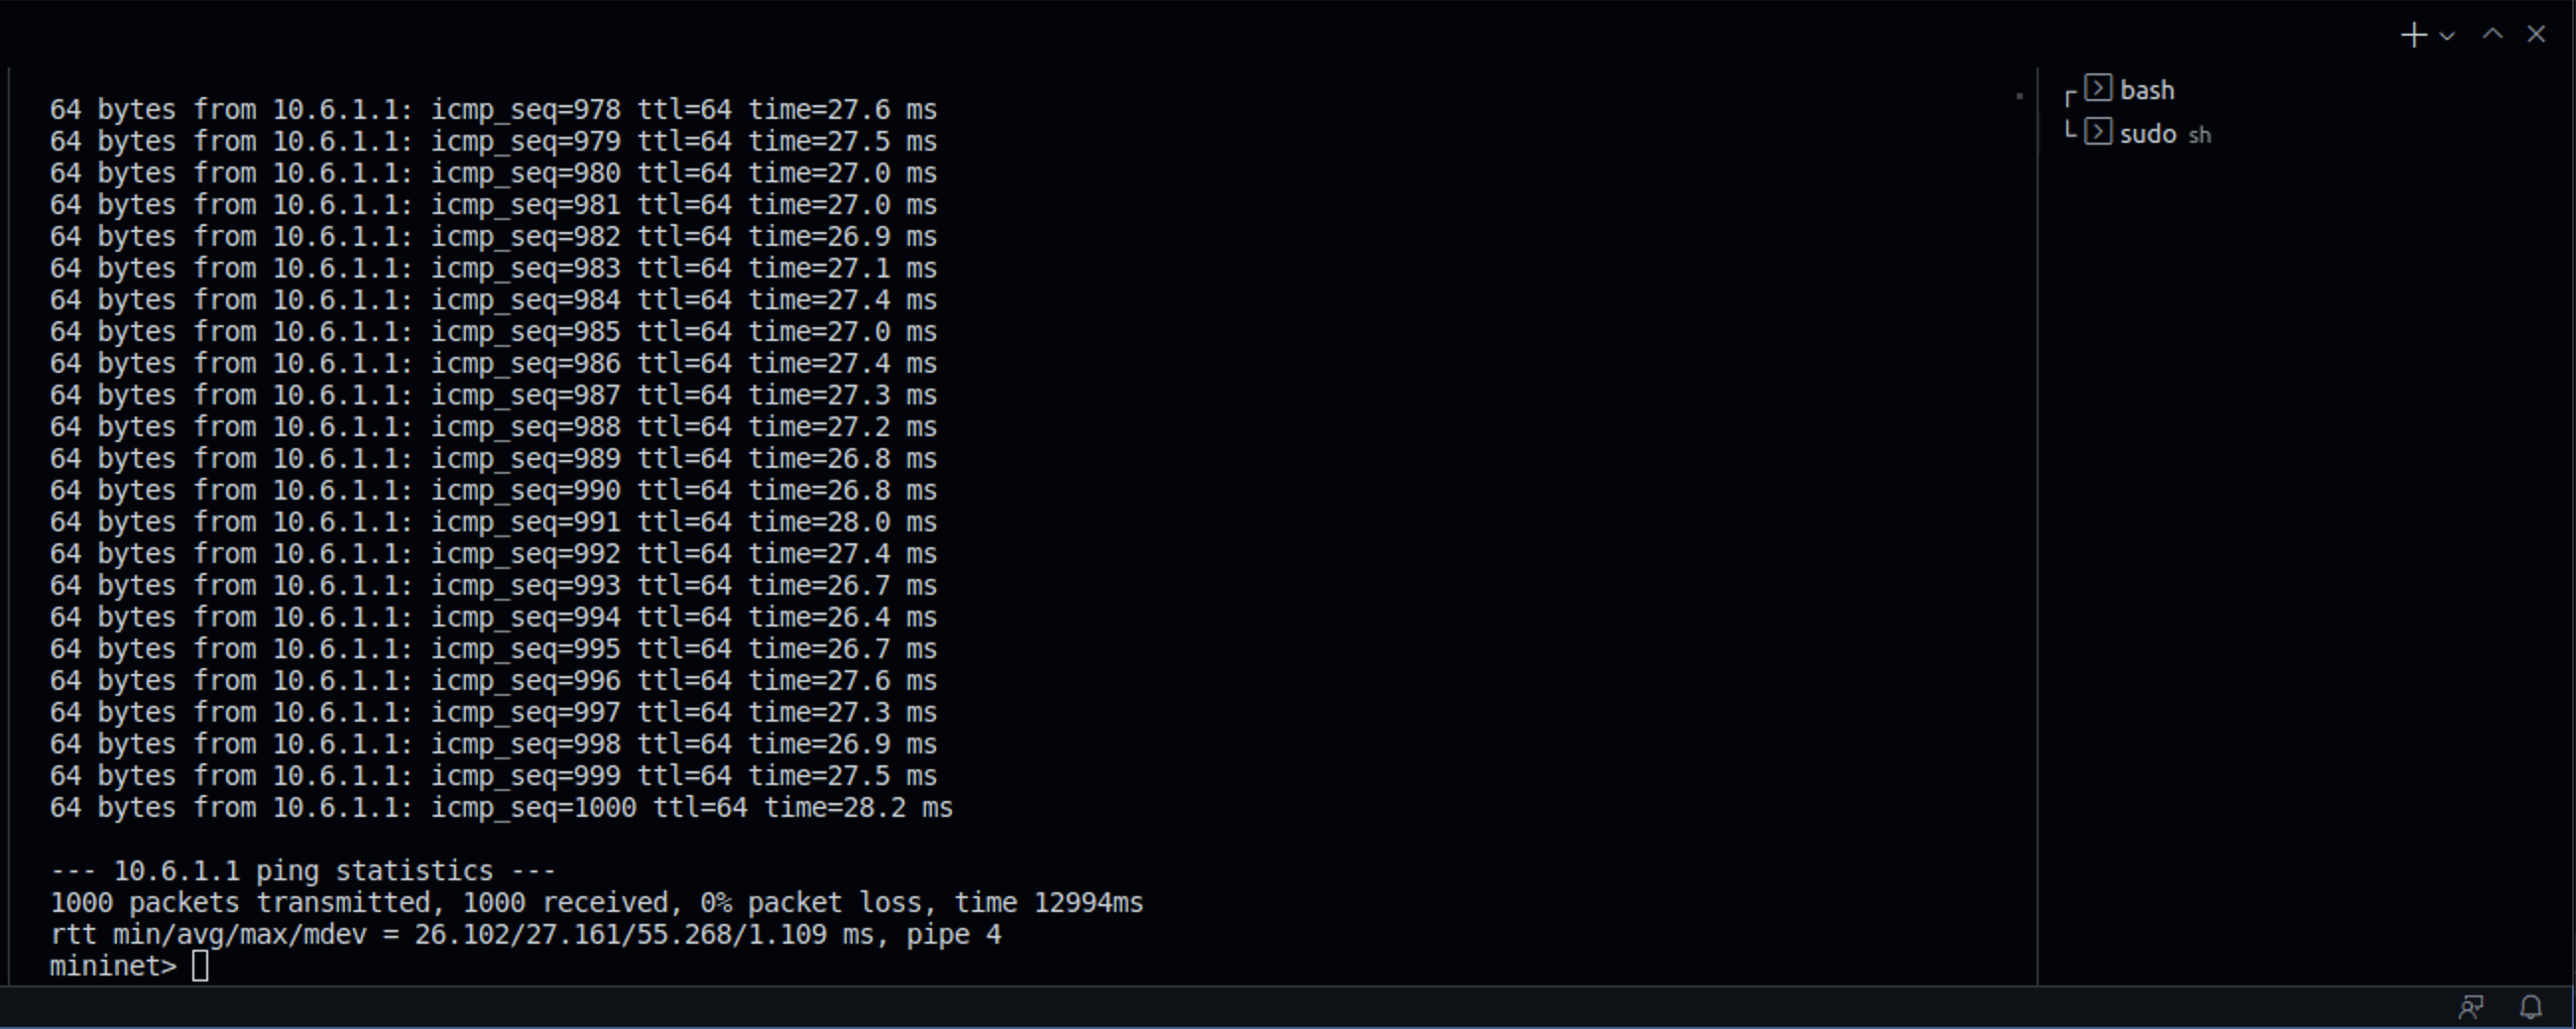 64 bytes from 10.6.1.1: icmp_seq=978 ttl=64 time=27.6 ms
64 bytes from 10.6.1.1: icmp_seq=979 ttl=64 time=27.5 ms
64 bytes from 10.6.1.1: icmp_seq=980 ttl=64 time=27.0 ms
64 bytes from 10.6.1.1: icmp_seq=981 ttl=64 time=27.0 ms
64 bytes from 10.6.1.1: icmp_seq=982 ttl=64 time=26.9 ms
64 bytes from 10.6.1.1: icmp_seq=983 ttl=64 time=27.1 ms
64 bytes from 10.6.1.1: icmp_seq=984 ttl=64 time=27.4 ms
64 bytes from 10.6.1.1: icmp_seq=985 ttl=64 time=27.0 ms
64 bytes from 10.6.1.1: icmp_seq=986 ttl=64 time=27.4 ms
64 bytes from 10.6.1.1: icmp_seq=987 ttl=64 time=27.3 ms
64 bytes from 10.6.1.1: icmp_seq=988 ttl=64 time=27.2 ms
64 bytes from 10.6.1.1: icmp_seq=989 ttl=64 time=26.8 ms
64 bytes from 10.6.1.1: icmp_seq=990 ttl=64 time=26.8 ms
64 bytes from 10.6.1.1: icmp_seq=991 ttl=64 time=28.0 ms
64 bytes from 10.6.1.1: icmp_seq=992 ttl=64 time=27.4 ms
64 bytes from 10.6.1.1: icmp_seq=993 ttl=64 time=26.7 ms
64 bytes from 10.6.1.1: icmp_seq=994 ttl=64 time=26.4 ms
64 bytes from 10.6.1.1: icmp_seq=995 ttl=64 time=26.7 ms
64 bytes from 10.6.1.1: icmp_seq=996 ttl=64 time=27.6 ms
64 bytes from 10.6.1.1: icmp_seq=997 ttl=64 time=27.3 ms
64 bytes from 10.6.1.1: icmp_seq=998 ttl=64 time=26.9 ms
64 bytes from 10.6.1.1: icmp_seq=999 ttl=64 time=27.5 ms
64 bytes from 10.6.1.1: icmp_seq=1000 ttl=64 time=28.2 ms
--- 10.6.1.1 ping statistics ---
1000 packets transmitted, 1000 received, 0% packet loss, time 12994ms
rtt min/avg/max/mdev = 26.102/27.161/55.268/1.109 ms, pipe 4
mininet>
bash
sudo sh